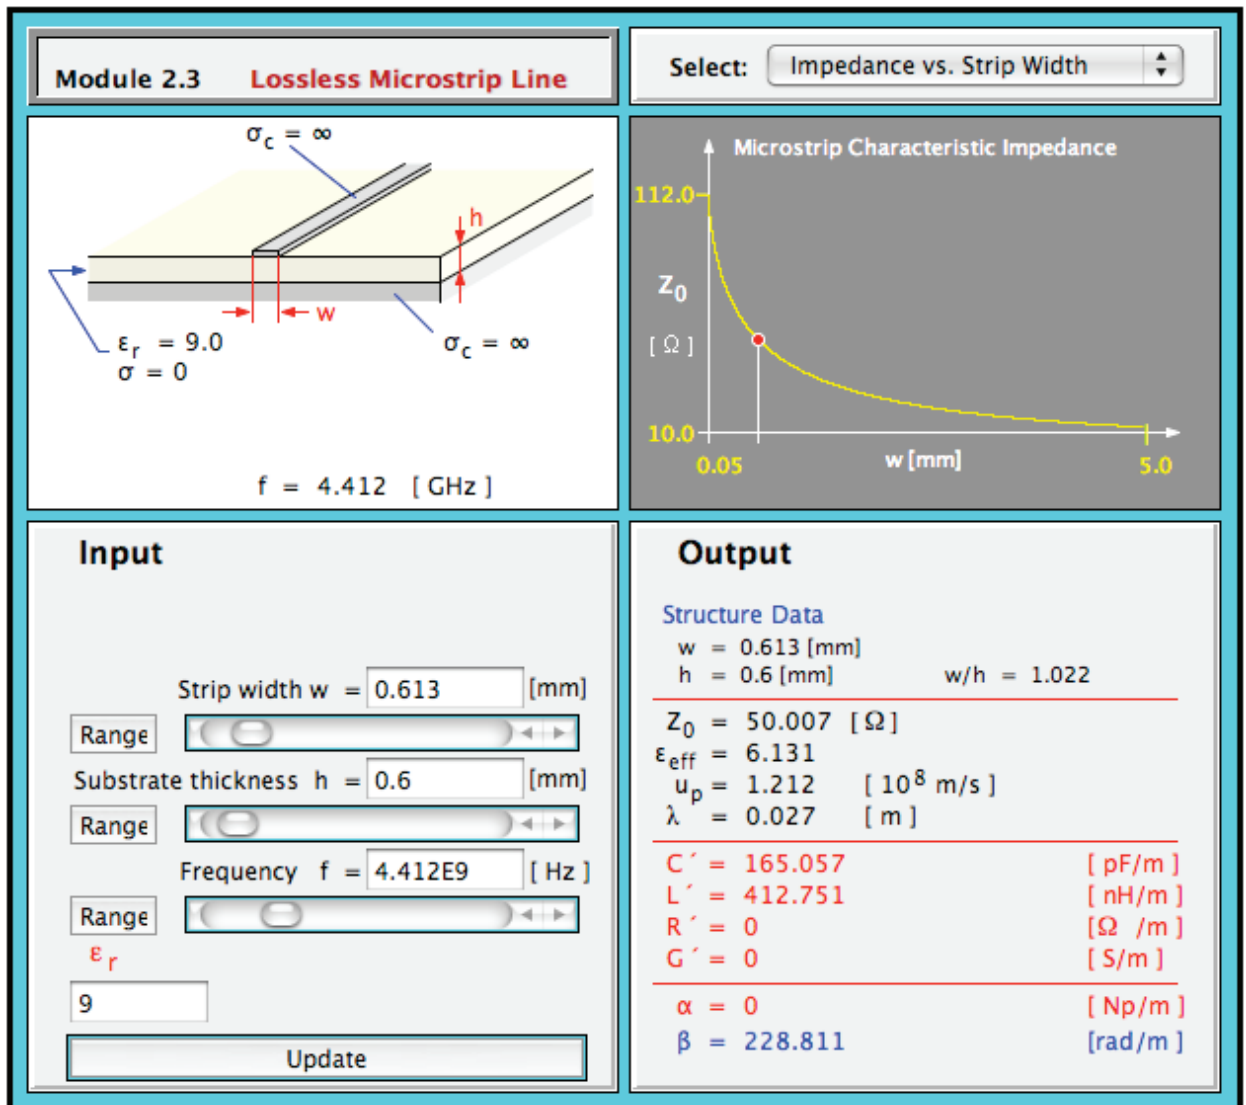 Module 2.3 Lossless Microstrip Line
Select: Impedance vs. Strip Width
σc = ∞
h
w
εr = 9.0
σ = 0
σc = ∞
f = 4.412 [ GHz ]
Microstrip Characteristic Impedance
112.0
Z0
[ Ω ]
10.0
0.05
w [mm]
5.0
Input
Strip width w = 0.613 [mm]
Range
Substrate thickness h = 0.6 [mm]
Range
Frequency f = 4.412E9 [ Hz ]
Range
εr
9
Update
Output
Structure Data
w = 0.613 [mm]
h = 0.6 [mm] w/h = 1.022
Z0 = 50.007 [ Ω ]
εeff = 6.131
up = 1.212 [ 10^8 m/s ]
λ = 0.027 [ m ]
C´ = 165.057 [ pF/m ]
L´ = 412.751 [ nH/m ]
R´ = 0 [Ω /m ]
G´ = 0 [ S/m ]
α = 0 [ Np/m ]
β = 228.811 [rad/m ]